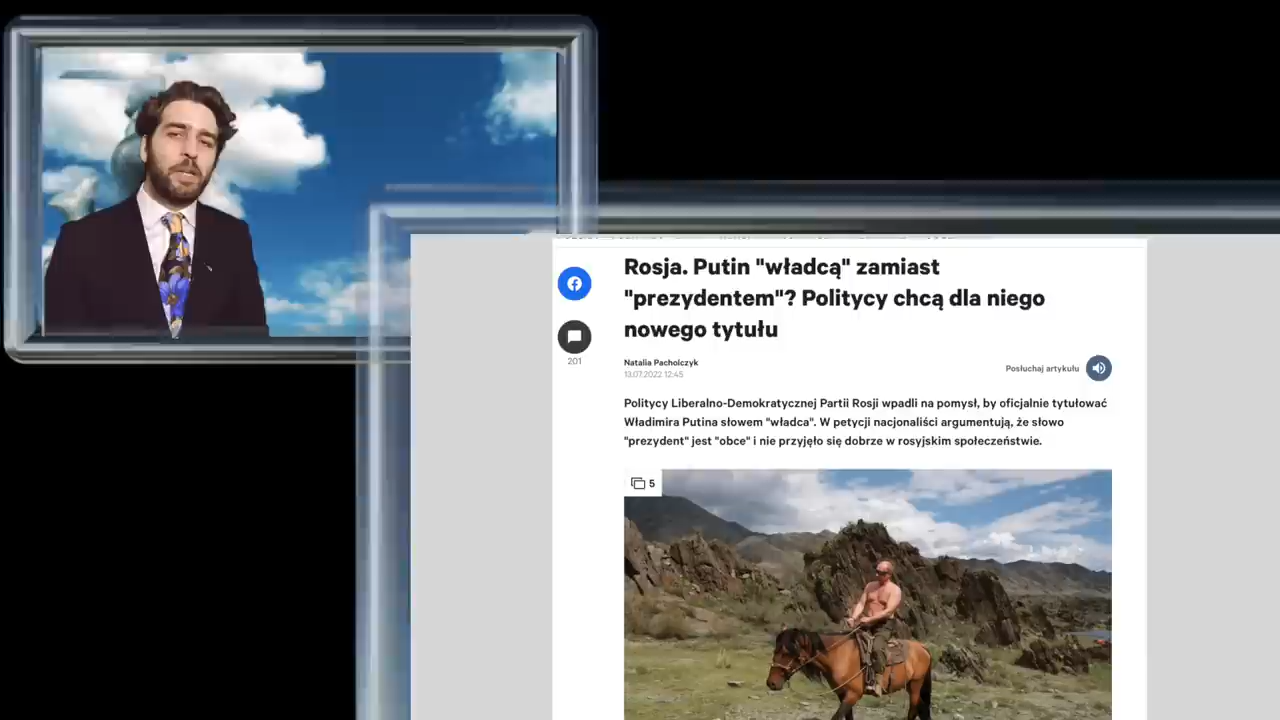 Rosja. Putin "władcą" zamiast
"prezydentem"? Politycy chcą dla niego
nowego tytułu
201
Natalia Pacholczyk
13.07.2022 12:45
Posłuchaj artykułu
Politycy Liberalno-Demokratycznej Partii Rosji wpadli na pomysł, by oficjalnie tytułować
Władimira Putina słowem "władca". W petycji nacjonaliści argumentują, że słowo
"prezydent" jest "obce" i nie przyjęło się dobrze w rosyjskim społeczeństwie.
5